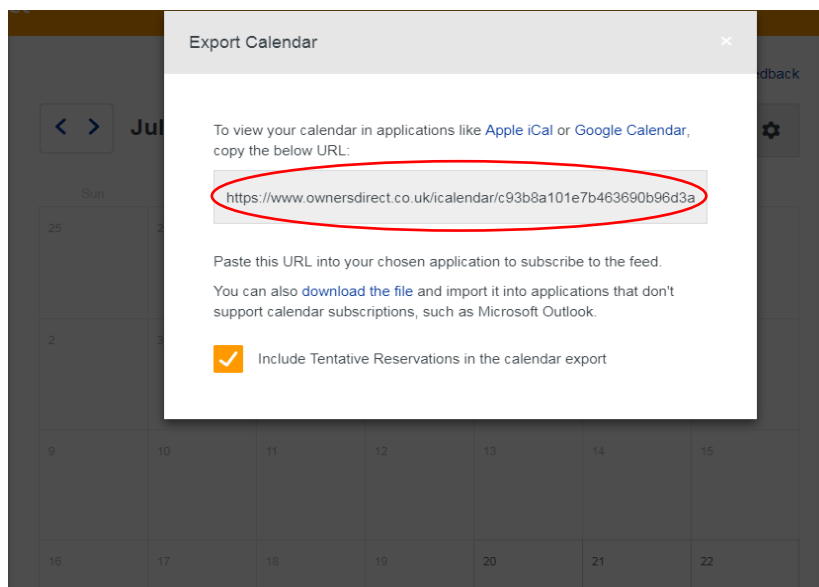 Export Calendar ×
dback
Jul
To view your calendar in applications like Apple iCal or Google Calendar,
copy the below URL:
https://www.ownersdirect.co.uk/icalendar/c93b8a101e7b463690b96d3a
Sun
25 2
Paste this URL into your chosen application to subscribe to the feed.
You can also download the file and import it into applications that don't
support calendar subscriptions, such as Microsoft Outlook.
2 3
Include Tentative Reservations in the calendar export
9 10 11 12 13 14 15
16 17 18 19 20 21 22